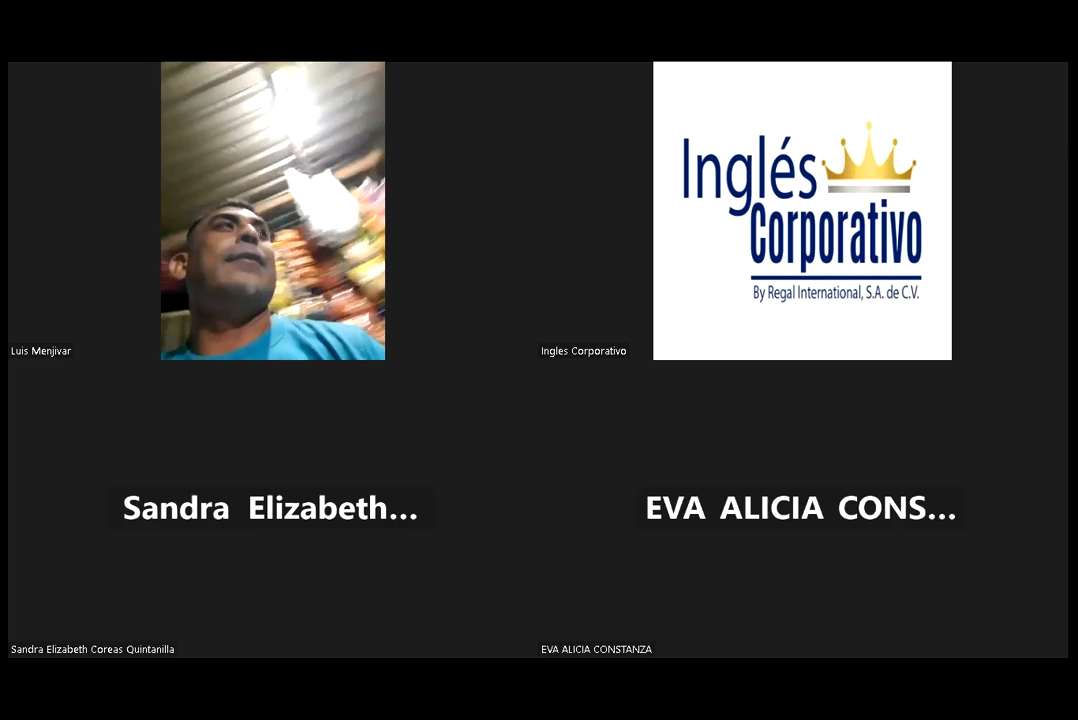 Inglés
Corporativo
By Regal International, S.A. de C.V.
Luis Menjivar
Ingles Corporativo
Sandra Elizabeth...
EVA ALICIA CONS...
Sandra Elizabeth Coreas Quintanilla
EVA ALICIA CONSTANZA